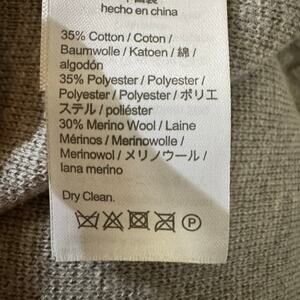 hecho en china
35% Cotton / Coton /
Baumwolle / Katoen / 綿 /
algodón
35% Polyester / Polyester /
Polyester / Polyester / ポリエ
ステル / poliéster
30% Merino Wool / Laine
Mérinos / Merinowolle /
Merinowol / メリノウール /
lana merino
Dry Clean.
P